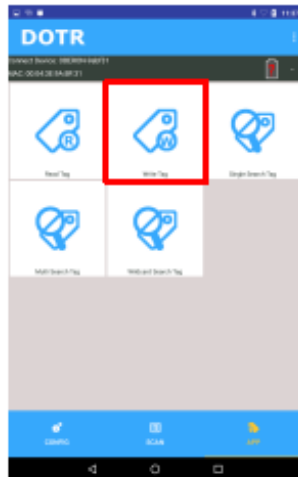 DOTR
Read Tag
Write Tag
Single Search Tag
Multi Search Tag
Wildcard Search Tag
CONFIG
SCAN
APP